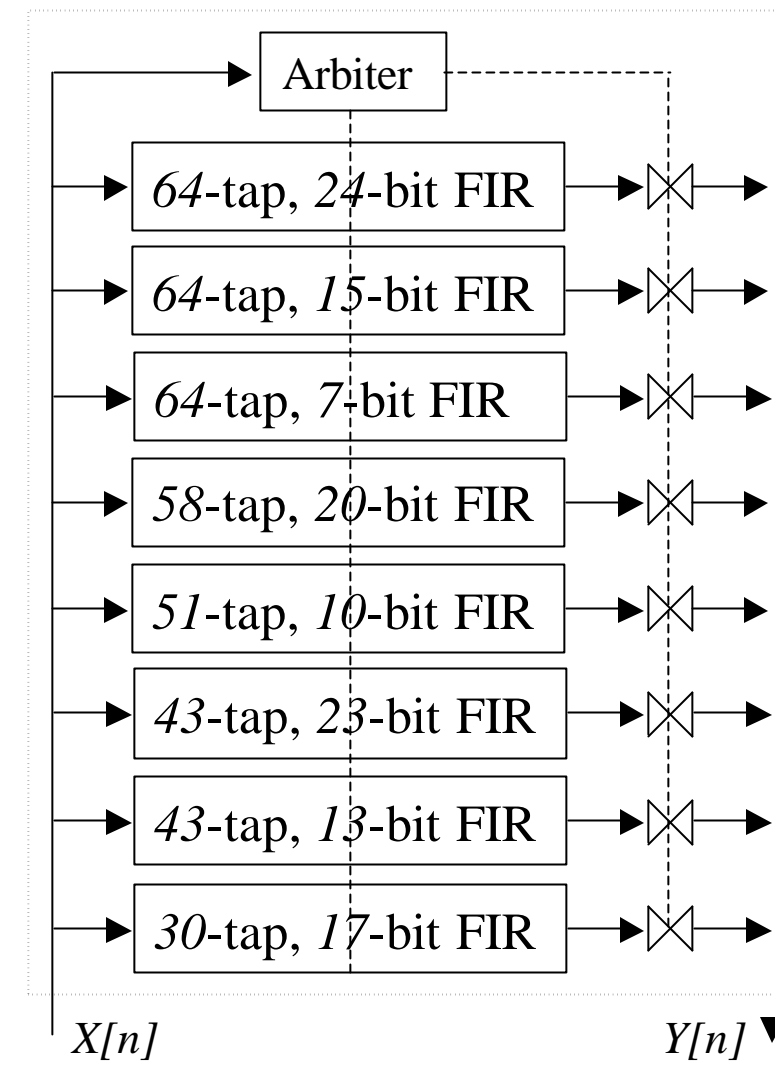 Arbiter
64-tap, 24-bit FIR
64-tap, 15-bit FIR
64-tap, 7-bit FIR
58-tap, 20-bit FIR
51-tap, 10-bit FIR
43-tap, 23-bit FIR
43-tap, 13-bit FIR
30-tap, 17-bit FIR
X[n] Y[n]